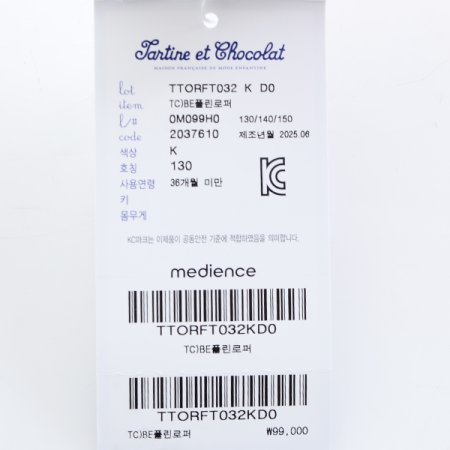 Tartine et Chocolat
MAISON FRANÇAISE DE MODE ENFANTINE
lot TTORFT032 K D0
item TC)BE플린로퍼
l/# 0M099H0 130/140/150
code 2037610 제조년월 2025.06
색상 K
호칭 130
사용연령 36개월 미만
키
몸무게
KC마크는 이제품이 공동안전 기준에 적합하였음을 의미합니다.
medience
TTORFT032KD0
TC)BE플린로퍼
TTORFT032KD0
TC)BE플린로퍼 ₩99,000